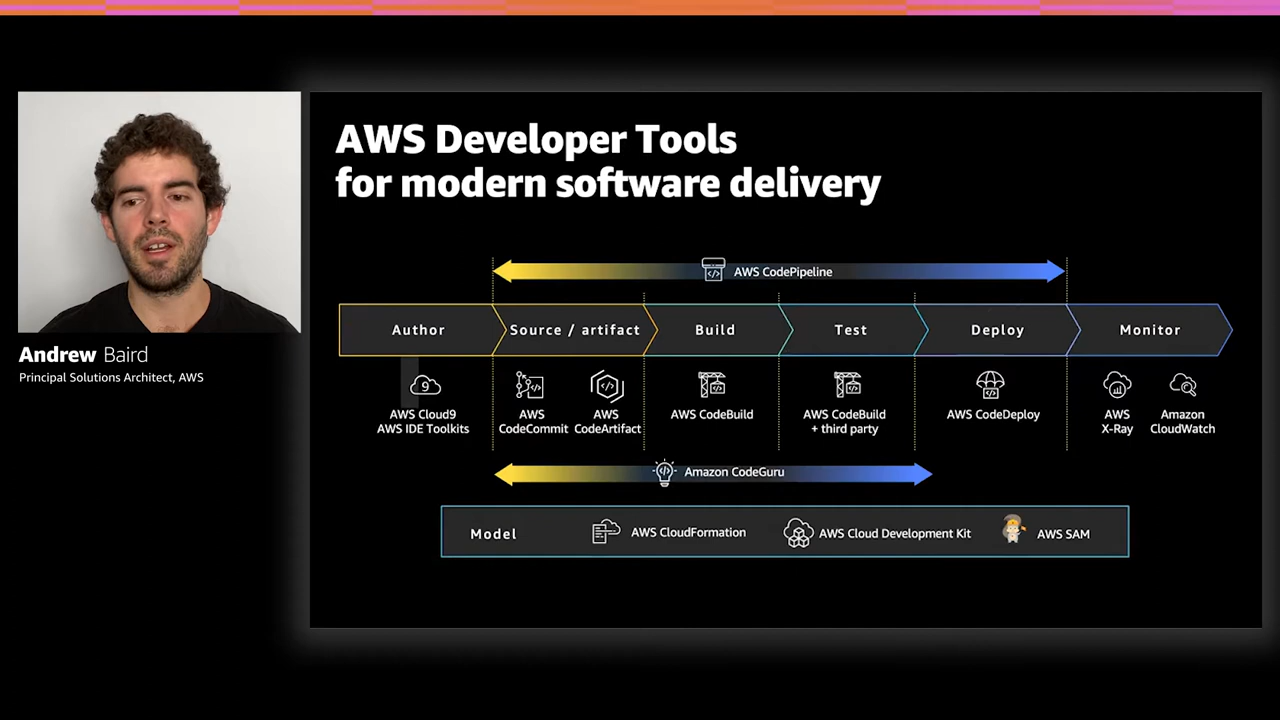 AWS Developer Tools
for modern software delivery
AWS CodePipeline
Author
Source / artifact
Build
Test
Deploy
Monitor
9
AWS Cloud9
AWS IDE Toolkits
AWS
CodeCommit
AWS
CodeArtifact
AWS CodeBuild
AWS CodeBuild
+ third party
AWS CodeDeploy
AWS
X-Ray
Amazon
CloudWatch
Amazon CodeGuru
Model
AWS CloudFormation
AWS Cloud Development Kit
AWS SAM
Andrew Baird
Principal Solutions Architect, AWS